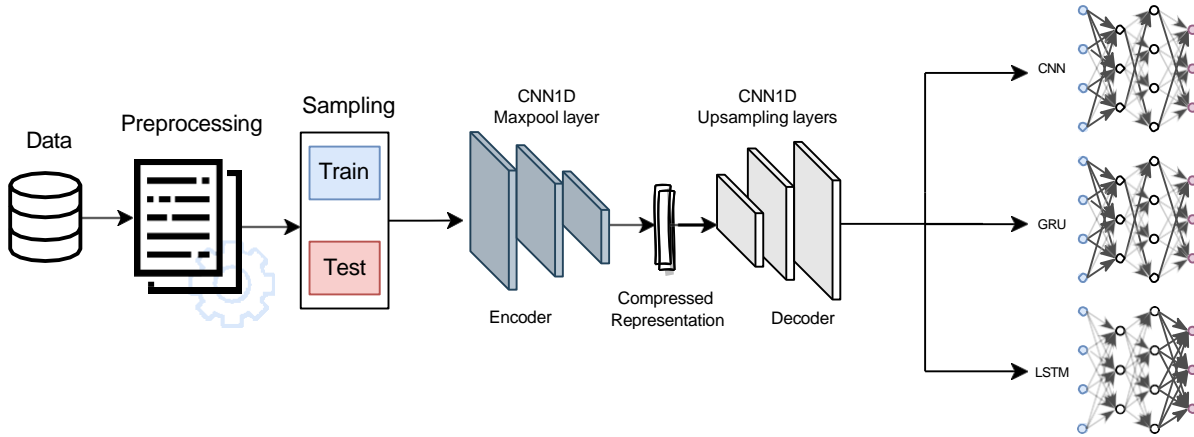 Data
Preprocessing
Sampling
Train
Test
CNN1D
Maxpool layer
Encoder
Compressed
Representation
CNN1D
Upsampling layers
Decoder
CNN
GRU
LSTM